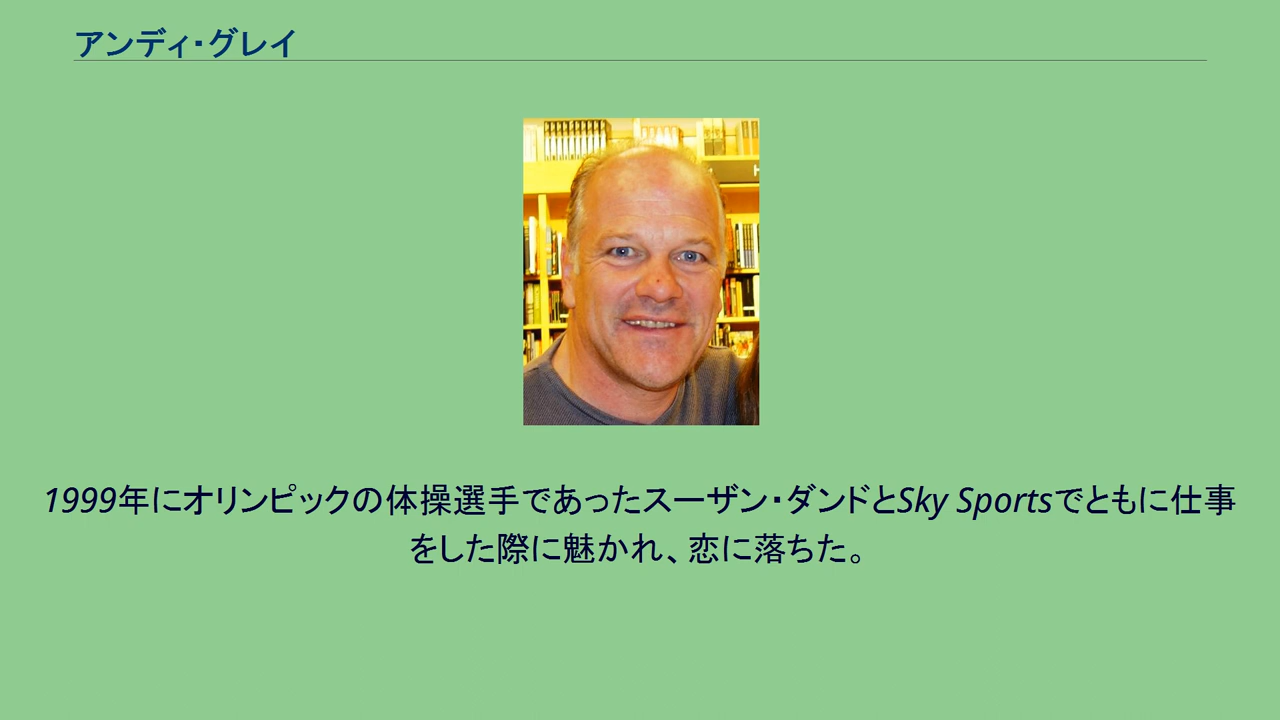 アンディ・グレイ
1999年にオリンピックの体操選手であったスーザン・ダンドとSky Sportsでともに仕事
をした際に魅かれ、恋に落ちた。